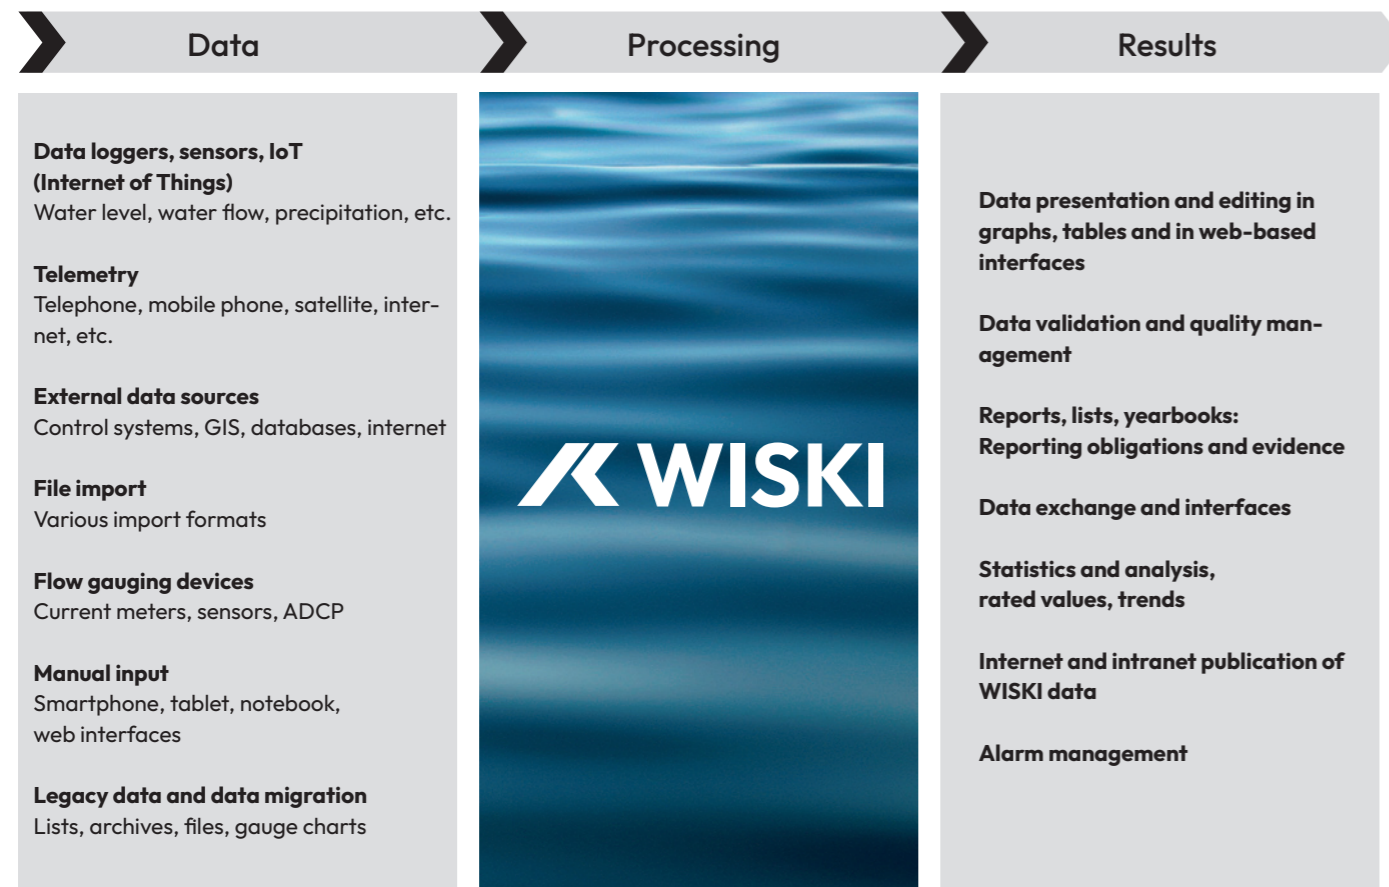 Data
Processing
Results
Data loggers, sensors, IoT
(Internet of Things)
Water level, water flow, precipitation, etc.
Telemetry
Telephone, mobile phone, satellite, inter-
net, etc.
External data sources
Control systems, GIS, databases, internet
File import
Various import formats
Flow gauging devices
Current meters, sensors, ADCP
Manual input
Smartphone, tablet, notebook,
web interfaces
Legacy data and data migration
Lists, archives, files, gauge charts
WISKI
Data presentation and editing in
graphs, tables and in web-based
interfaces
Data validation and quality man-
agement
Reports, lists, yearbooks:
Reporting obligations and evidence
Data exchange and interfaces
Statistics and analysis,
rated values, trends
Internet and intranet publication of
WISKI data
Alarm management